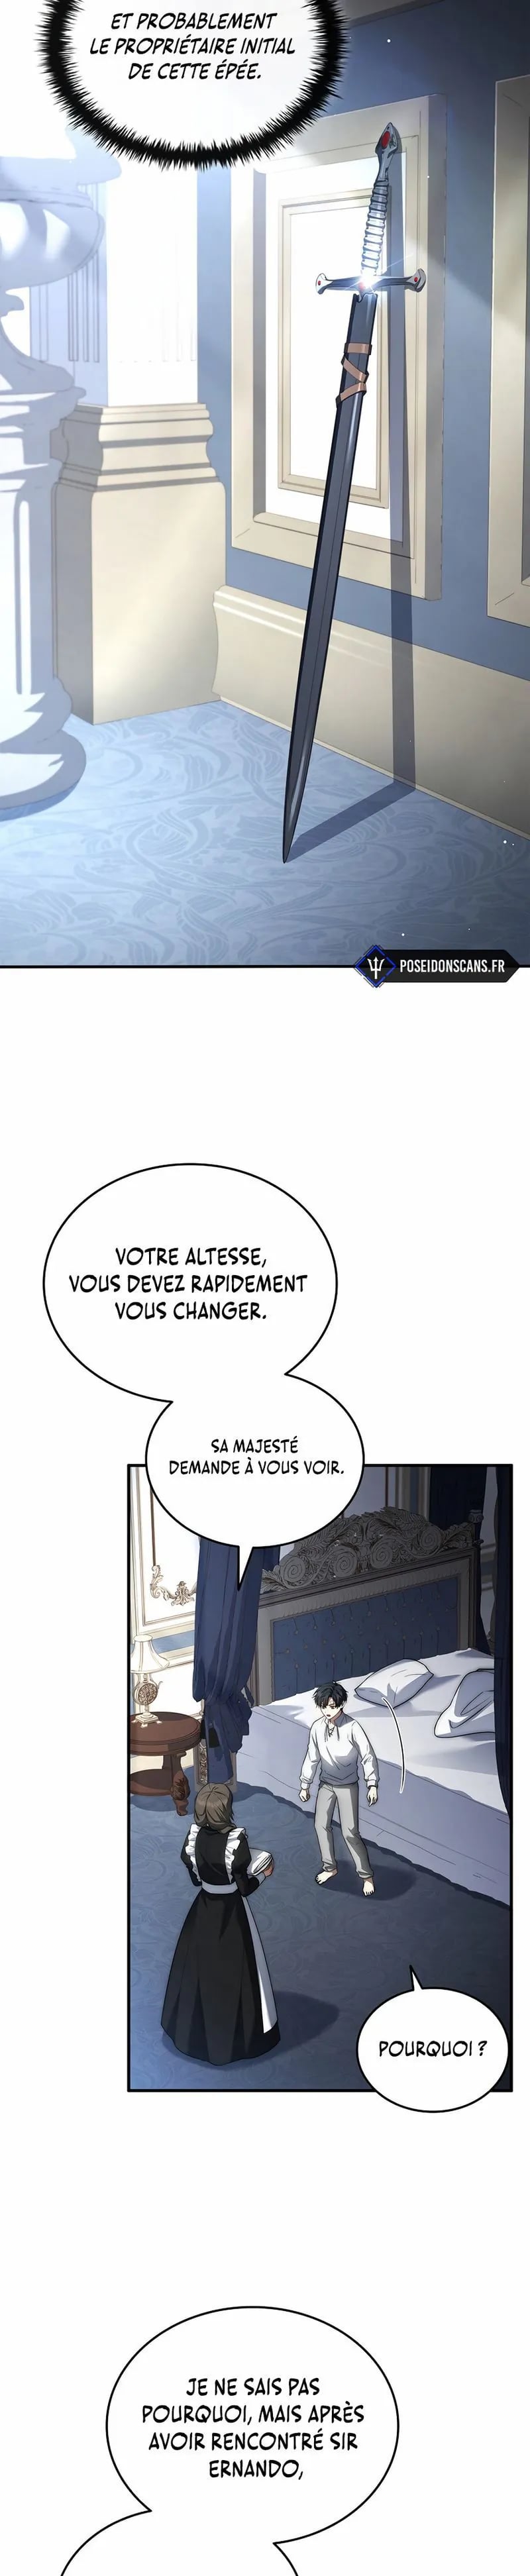 ET PROBABLEMENT
LE PROPRIÉTAIRE INITIAL
DE CETTE ÉPÉE.
POSEIDONSCANS.FR
VOTRE ALTESSE,
VOUS DEVEZ RAPIDEMENT
VOUS CHANGER.
SA MAJESTÉ
DEMANDE À VOUS VOIR.
POURQUOI ?
JE NE SAIS PAS
POURQUOI, MAIS APRÈS
AVOIR RENCONTRÉ SIR
ERNANDO,